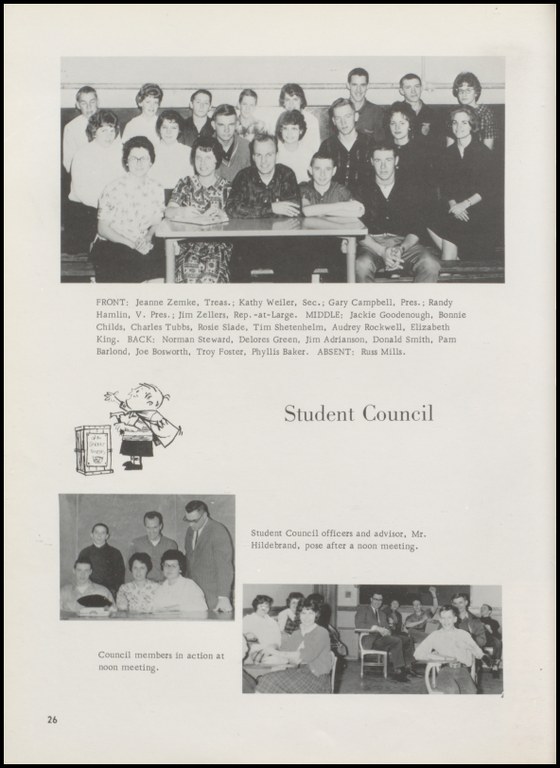 FRONT: Jeanne Zemke, Treas.; Kathy Weiler, Sec.; Gary Campbell, Pres.; Randy
Hamlin, V. Pres.; Jim Zellers, Rep. -at-Large. MIDDLE: Jackie Goodenough, Bonnie
Childs, Charles Tubbs, Rosie Slade, Tim Shetenhelm, Audrey Rockwell, Elizabeth
King. BACK: Norman Steward, Delores Green, Jim Adrianson, Donald Smith, Pam
Barlond, Joe Bosworth, Troy Foster, Phyllis Baker. ABSENT: Russ Mills.
Student Council
Student Council officers and advisor, Mr.
Hildebrand, pose after a noon meeting.
Council members in action at
noon meeting.
26